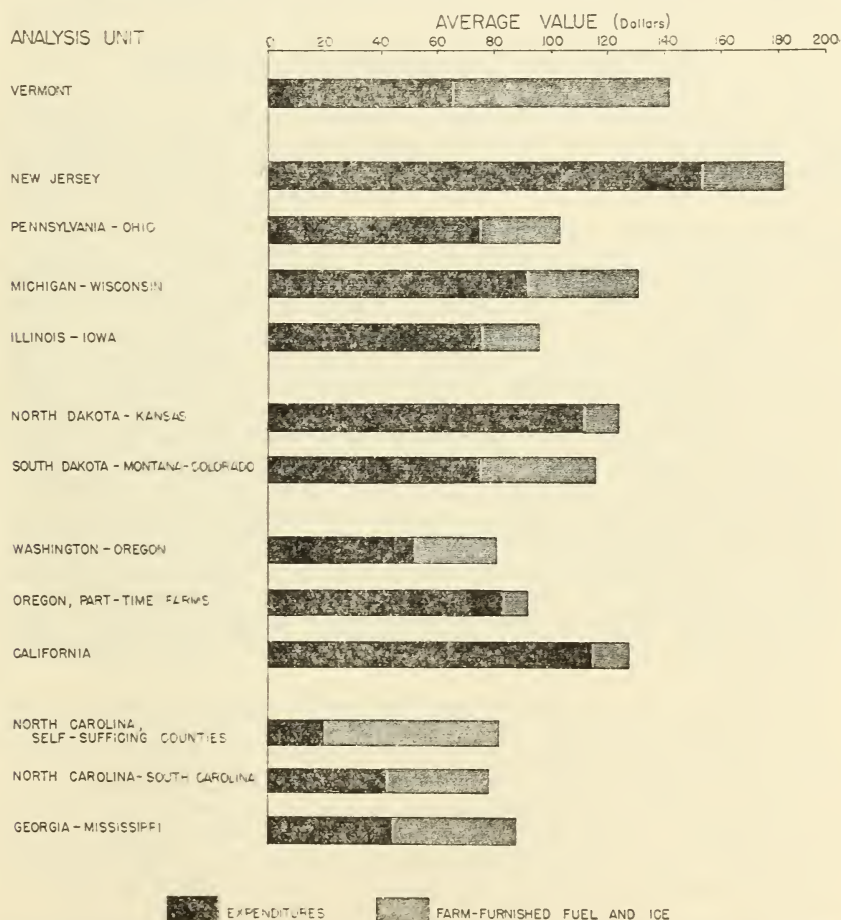 AVERAGE VALUE (Dollars)
ANALYSIS UNIT
0 20 40 60 80 100 120 140 160 180 200
VERMONT
NEW JERSEY
PENNSYLVANIA - OHIO
MICHIGAN - WISCONSIN
ILLINOIS - IOWA
NORTH DAKOTA - KANSAS
SOUTH DAKOTA - MONTANA - COLORADO
WASHINGTON - OREGON
OREGON, PART-TIME FARMS
CALIFORNIA
NORTH CAROLINA,
SELF-SUFFICING COUNTIES
NORTH CAROLINA - SOUTH CAROLINA
GEORGIA - MISSISSIPPI
EXPENDITURES FARM-FURNISHED FUEL AND ICE